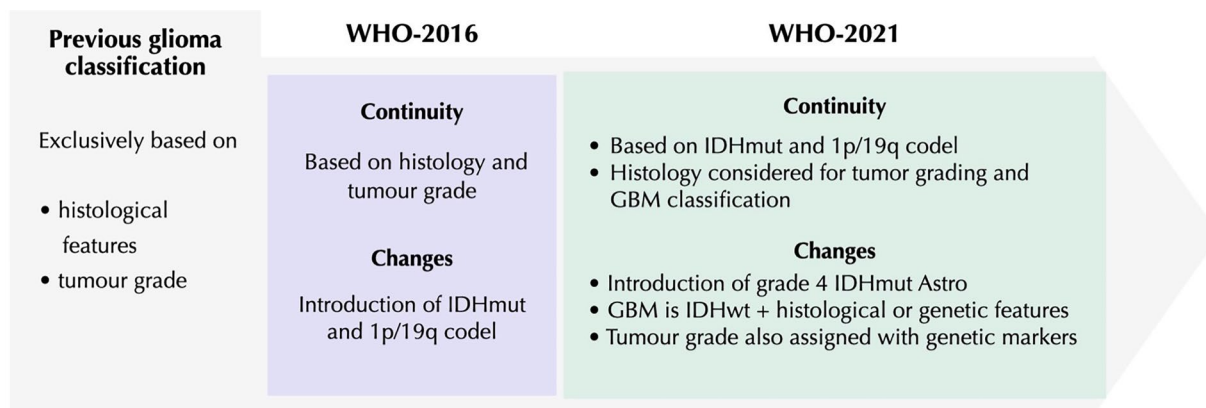 Previous glioma
classification
Exclusively based on
• histological
features
• tumour grade
WHO-2016
Continuity
Based on histology and
tumour grade
Changes
Introduction of IDHmut
and 1p/19q codel
WHO-2021
Continuity
• Based on IDHmut and 1p/19q codel
• Histology considered for tumor grading and
GBM classification
Changes
• Introduction of grade 4 IDHmut Astro
• GBM is IDHwt + histological or genetic features
• Tumour grade also assigned with genetic markers